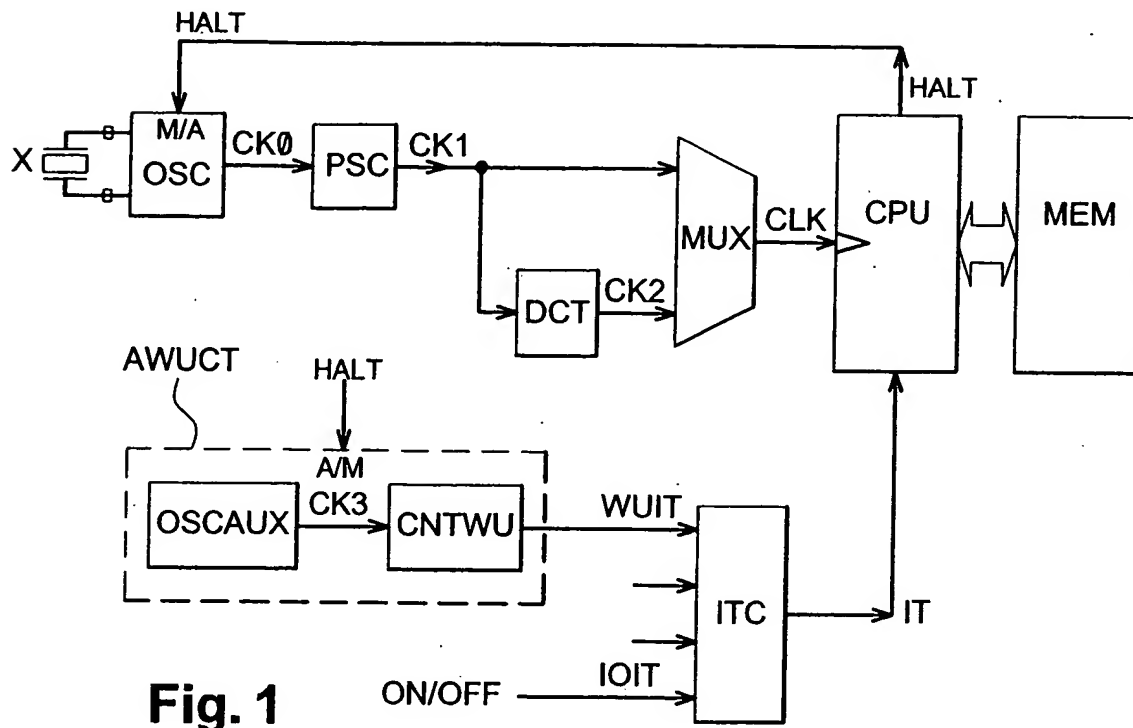 HALT
HALT
M/A
CKØ
CK1
X
OSC
PSC
CPU
MEM
MUX
CLK
DCT
CK2
AWUCT
HALT
A/M
CK3
OSCAUX
CNTWU
WUIT
ITC
IT
ON/OFF
IOIT
Fig. 1